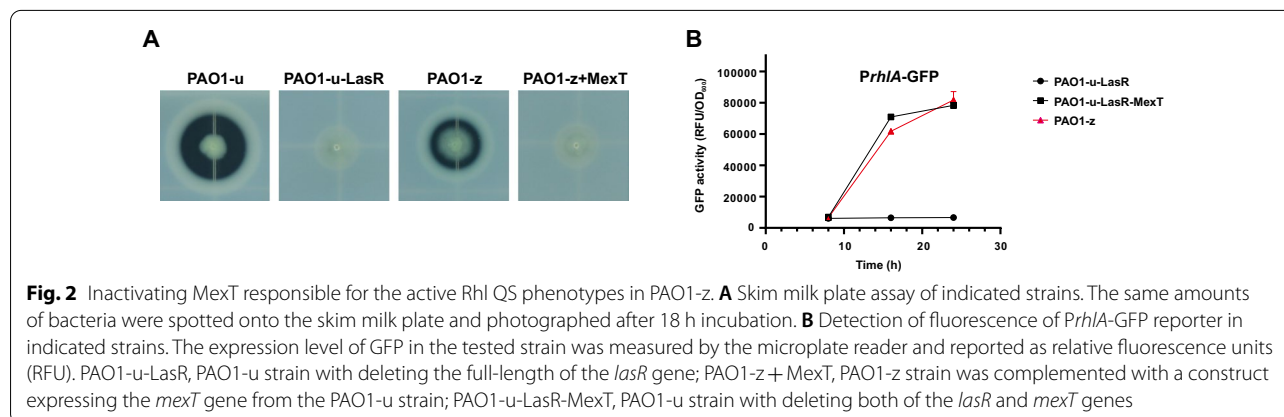 A
PAO1-u PAO1-u-LasR PAO1-z PAO1-z+MexT
B
PrhlA-GFP
GFP activity (RFU/OD600)
100000
80000
60000
40000
20000
0
0 10 20 30
Time (h)
PAO1-u-LasR
PAO1-u-LasR-MexT
PAO1-z
Fig. 2 Inactivating MexT responsible for the active Rhl QS phenotypes in PAO1-z. A Skim milk plate assay of indicated strains. The same amounts
of bacteria were spotted onto the skim milk plate and photographed after 18 h incubation. B Detection of fluorescence of PrhlA-GFP reporter in
indicated strains. The expression level of GFP in the tested strain was measured by the microplate reader and reported as relative fluorescence units
(RFU). PAO1-u-LasR, PAO1-u strain with deleting the full-length of the lasR gene; PAO1-z + MexT, PAO1-z strain was complemented with a construct
expressing the mexT gene from the PAO1-u strain; PAO1-u-LasR-MexT, PAO1-u strain with deleting both of the lasR and mexT genes